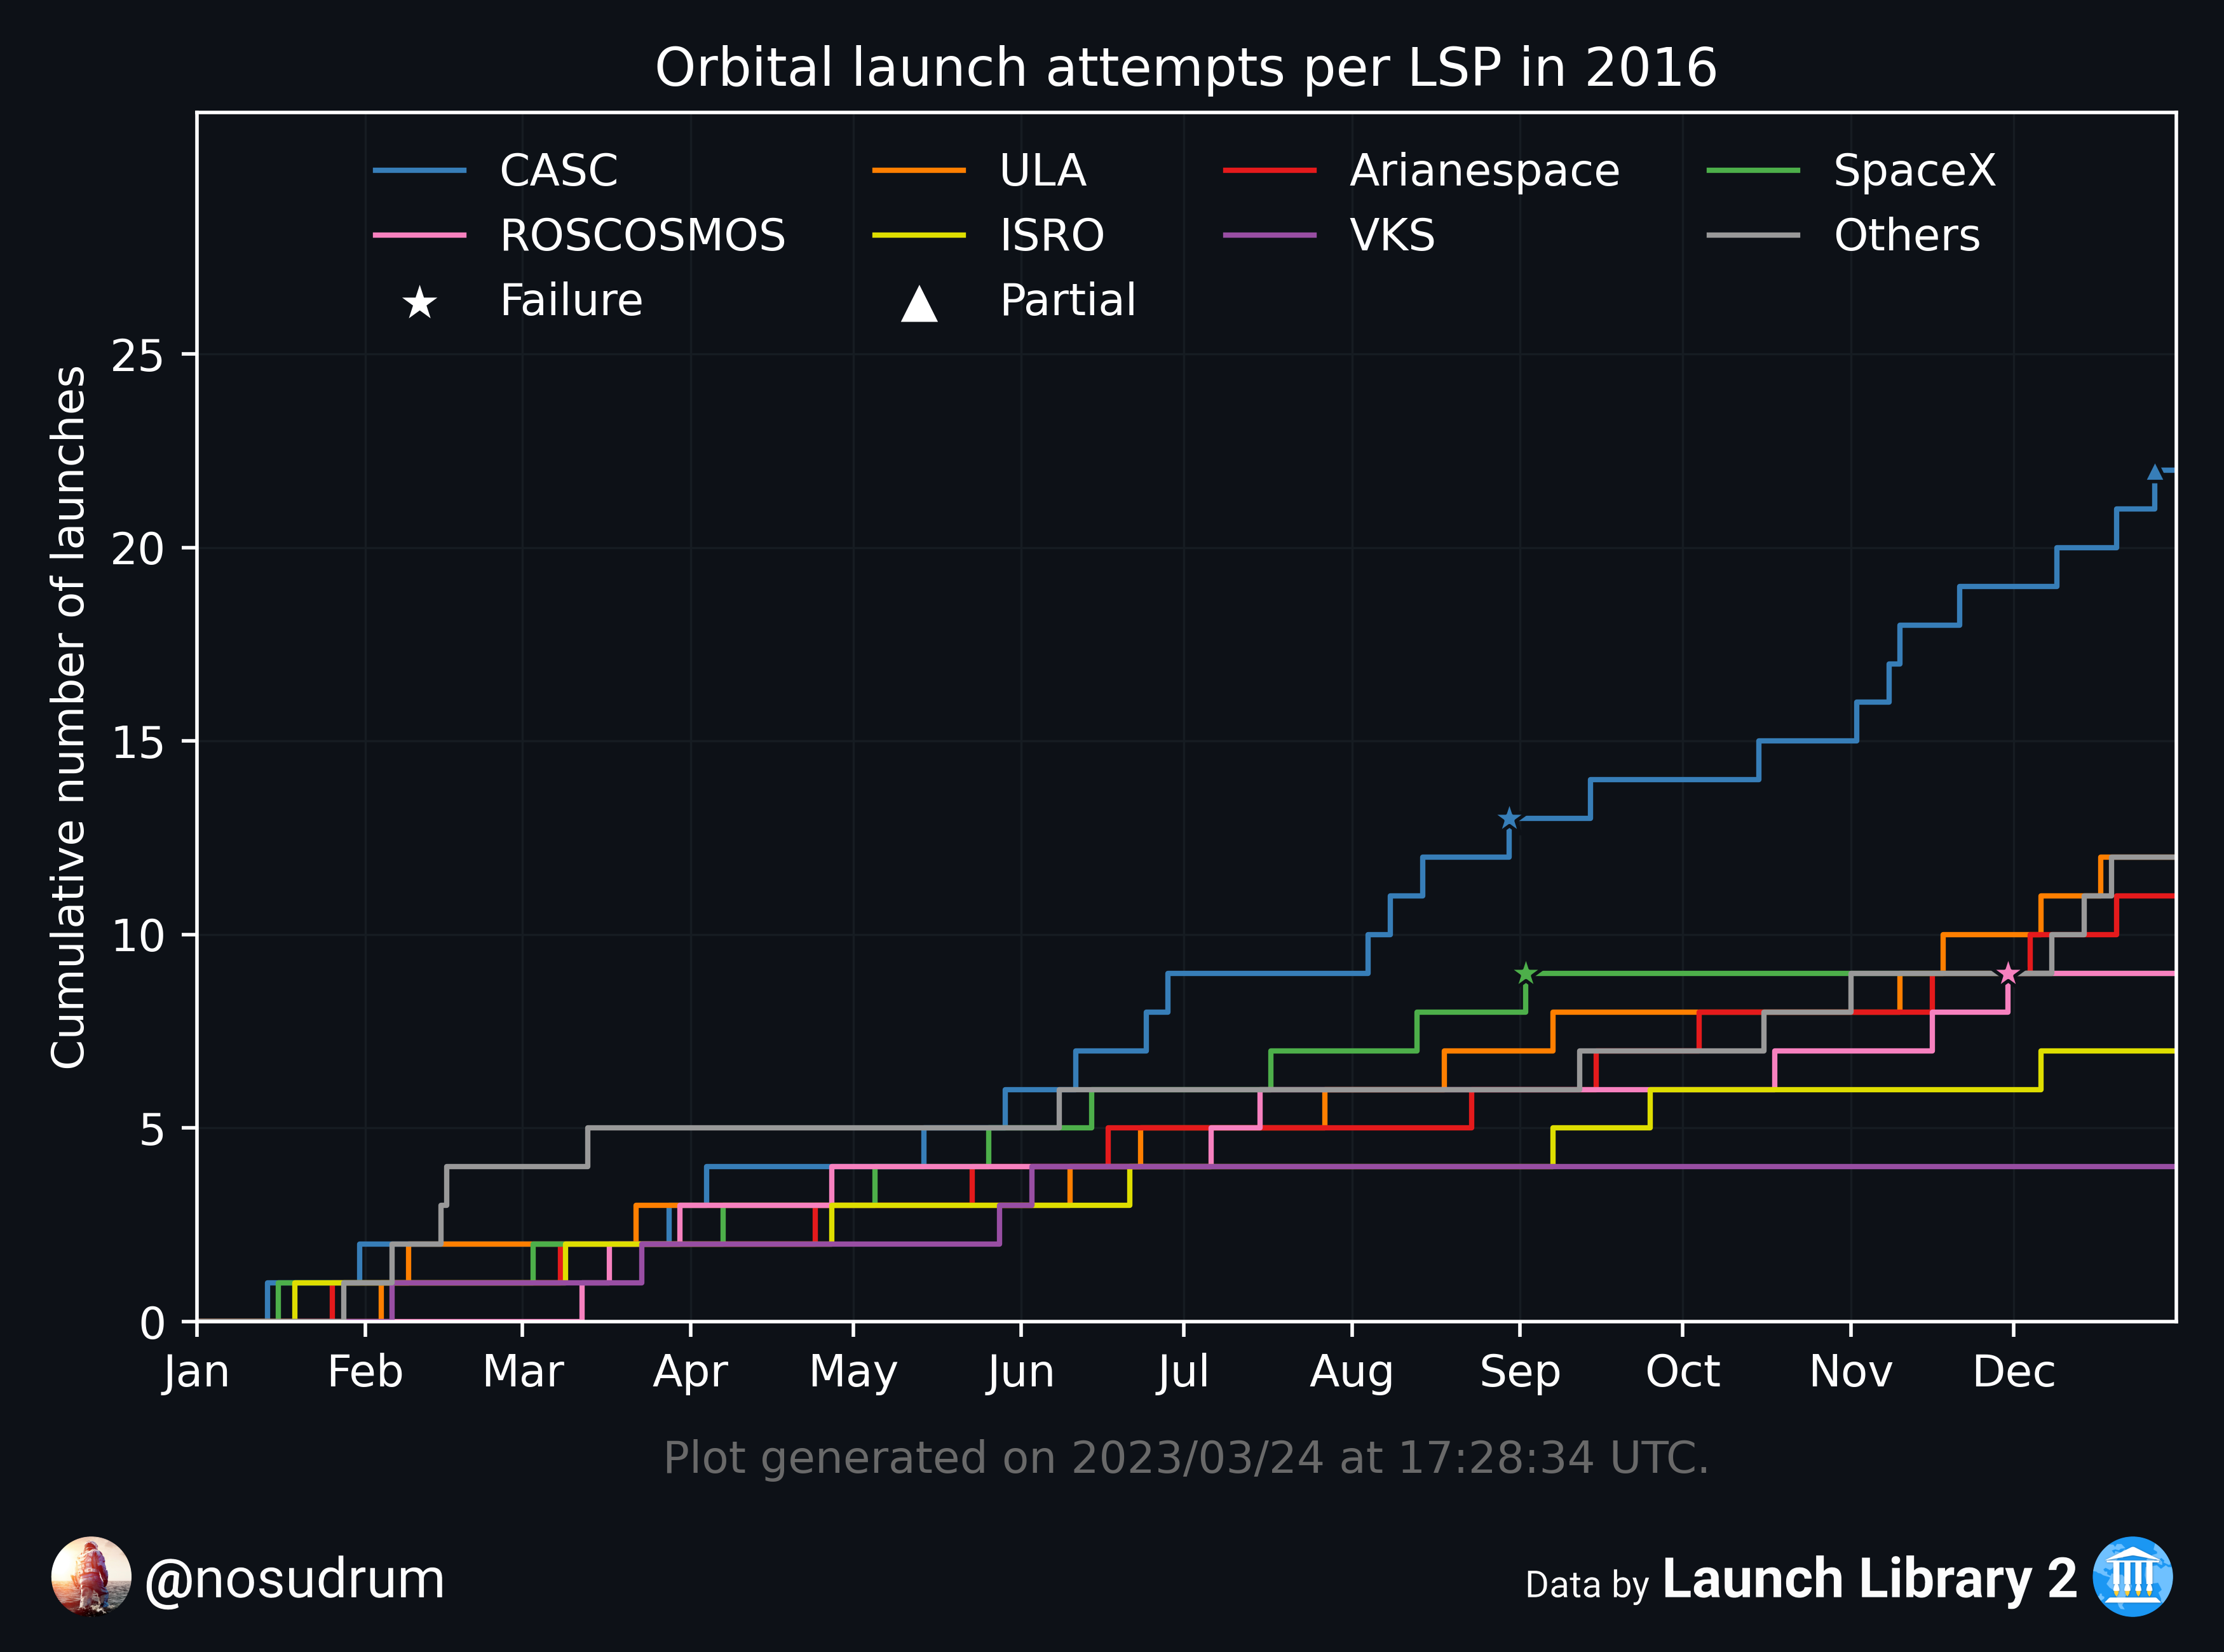 Orbital launch attempts per LSP in 2016
CASC ULA Arianespace SpaceX
ROSCOSMOS ISRO VKS Others
Failure Partial
Cumulative number of launches
25
20
15
10
5
0
Jan Feb Mar Apr May Jun Jul Aug Sep Oct Nov Dec
Plot generated on 2023/03/24 at 17:28:34 UTC.
@nosudrum
Data by Launch Library 2